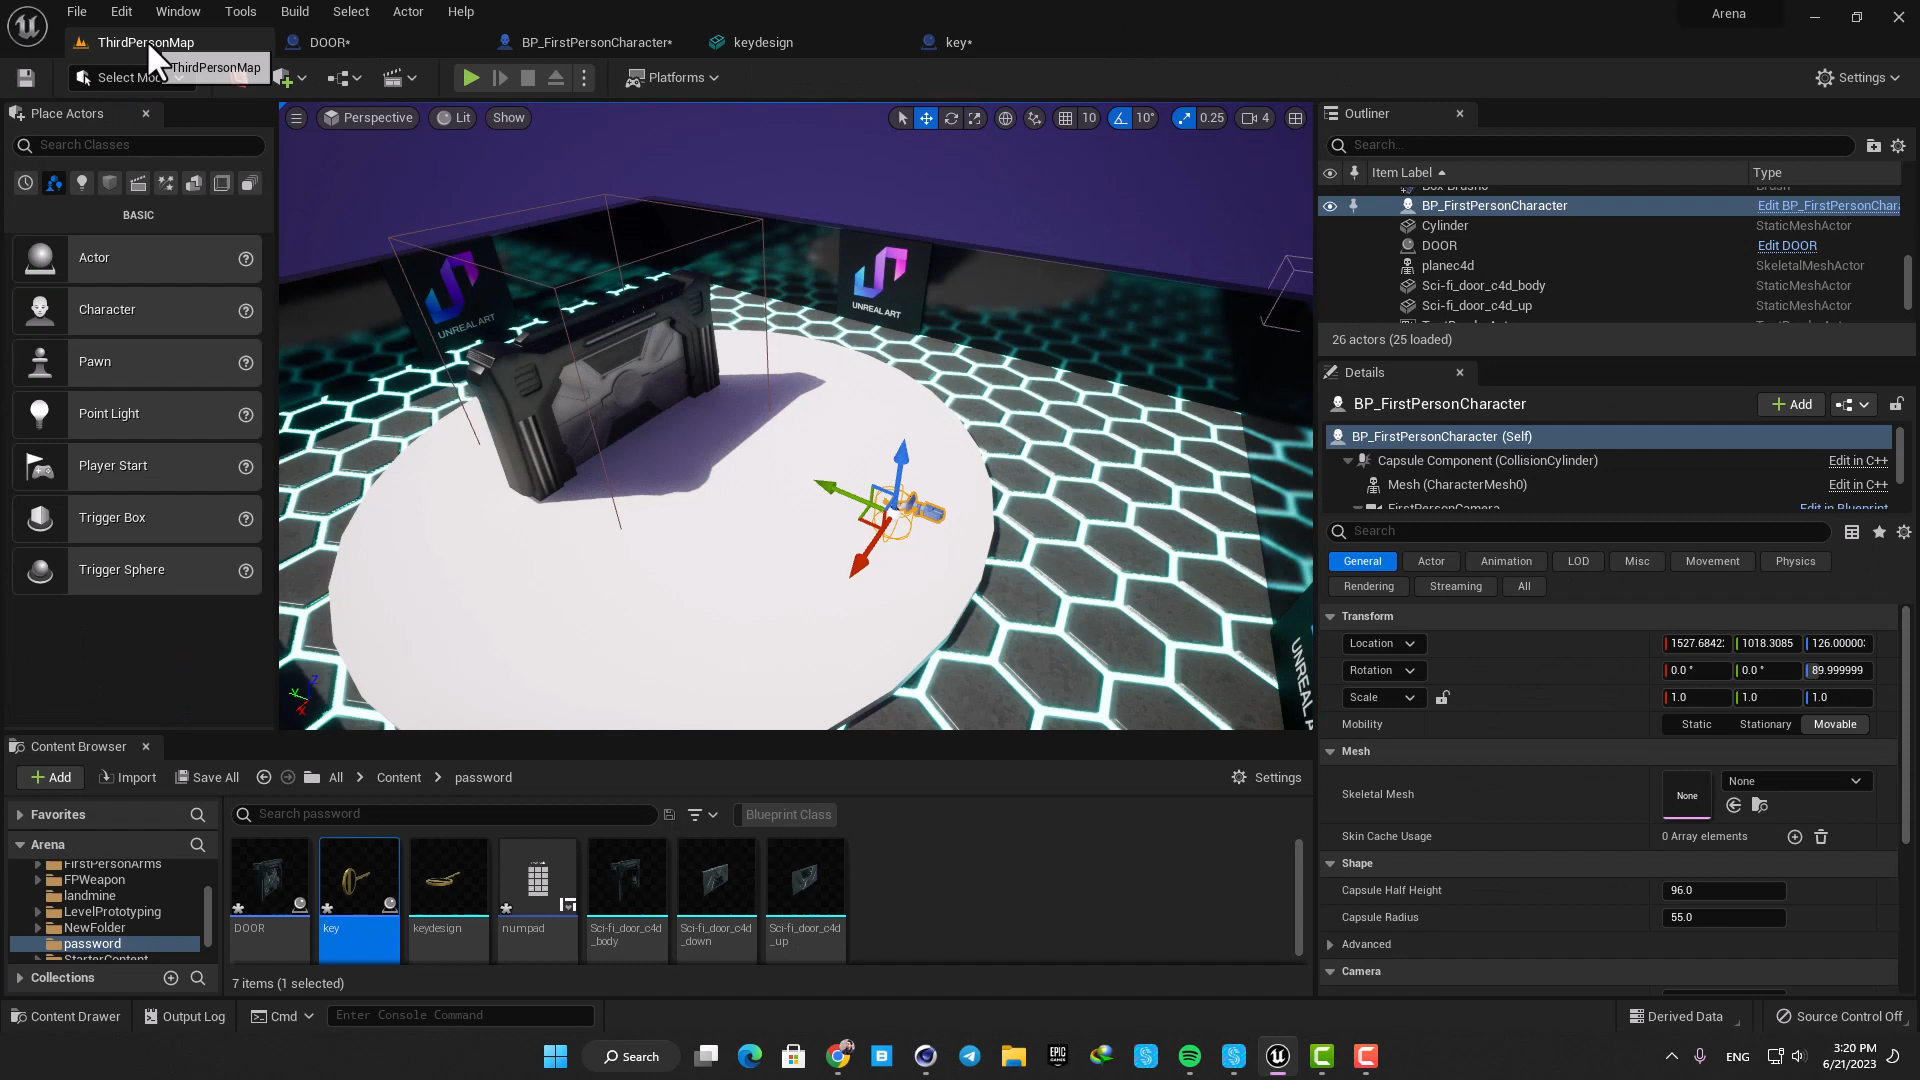 File Edit Window Tools Build Select Actor Help
Arena
ThirdPersonMap DOOR* BP_FirstPersonCharacter* keydesign key*
ThirdPersonMap
Select Mo Platforms Settings
Place Actors
Search Classes
BASIC
Actor
Character
Pawn
Point Light
Player Start
Trigger Box
Trigger Sphere
Perspective Lit Show
10 10° 0.25 4
UNREAL ART
UNREAL ART
Z
Y
X
Outliner
Search...
Item Label Type
BP_FirstPersonCharacter Edit BP_FirstPersonChar
Cylinder StaticMeshActor
DOOR Edit DOOR
planec4d SkeletalMeshActor
Sci-fi_door_c4d_body StaticMeshActor
Sci-fi_door_c4d_up StaticMeshActor
26 actors (25 loaded)
Details
BP_FirstPersonCharacter Add
BP_FirstPersonCharacter (Self)
Capsule Component (CollisionCylinder) Edit in C++
Mesh (CharacterMesh0) Edit in C++
FirstPersonCamera Edit in Blueprint
Search
General Actor Animation LOD Misc Movement Physics
Rendering Streaming All
Transform
Location 1527.6842 1018.3085 126.00000
Rotation 0.0 ° 0.0 ° 89.999999
Scale 1.0 1.0 1.0
Mobility Static Stationary Movable
Mesh
Skeletal Mesh None None
Skin Cache Usage 0 Array elements
Shape
Capsule Half Height 96.0
Capsule Radius 55.0
Advanced
Camera
Content Browser
Add Import Save All All Content password Settings
Favorites
Search password
Blueprint Class
Arena
FirstPersonArms
FPWeapon
landmine
LevelPrototyping
NewFolder
password
StarterContent
Collections
DOOR
key
keydesign
numpad
Sci-fi_door_c4d
_body
Sci-fi_door_c4d
_down
Sci-fi_door_c4d
_up
7 items (1 selected)
Content Drawer Output Log Cmd Enter Console Command
Derived Data Source Control Off
Search
EPIC
GAMES
ENG
3:20 PM
6/21/2023